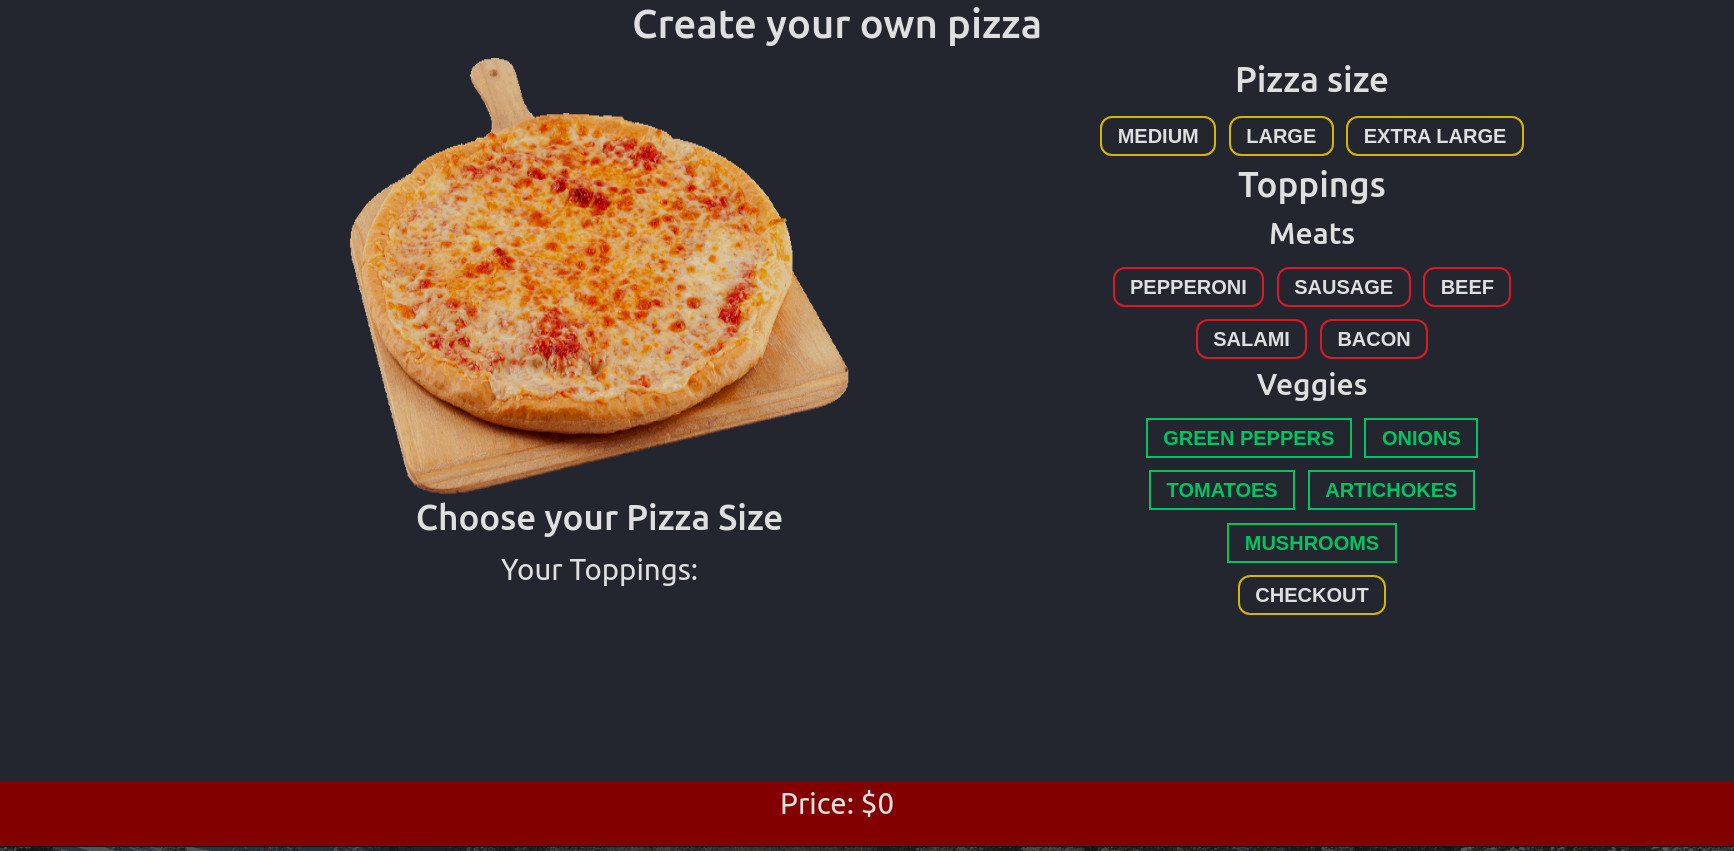 Create your own pizza
Pizza size
MEDIUM LARGE EXTRA LARGE
Toppings
Meats
PEPPERONI SAUSAGE BEEF
SALAMI BACON
Veggies
GREEN PEPPERS ONIONS
TOMATOES ARTICHOKES
MUSHROOMS
CHECKOUT
Choose your Pizza Size
Your Toppings:
Price: $0